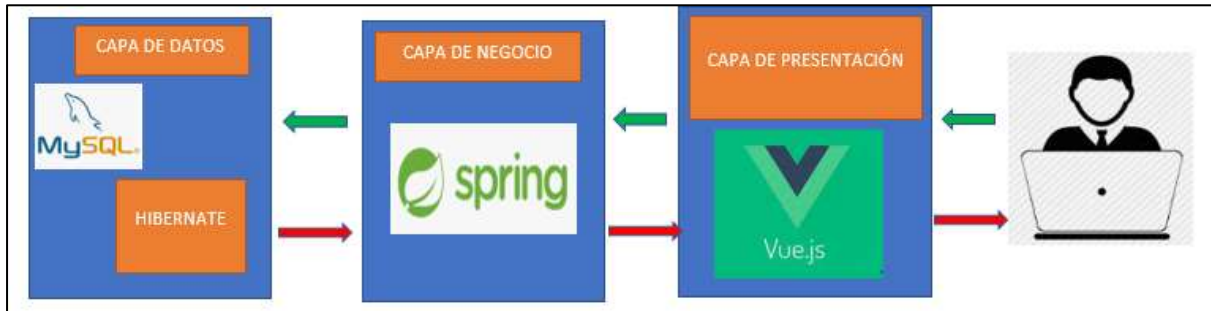 CAPA DE DATOS
MySQL®
HIBERNATE
CAPA DE NEGOCIO
spring
CAPA DE PRESENTACIÓN
Vue.js